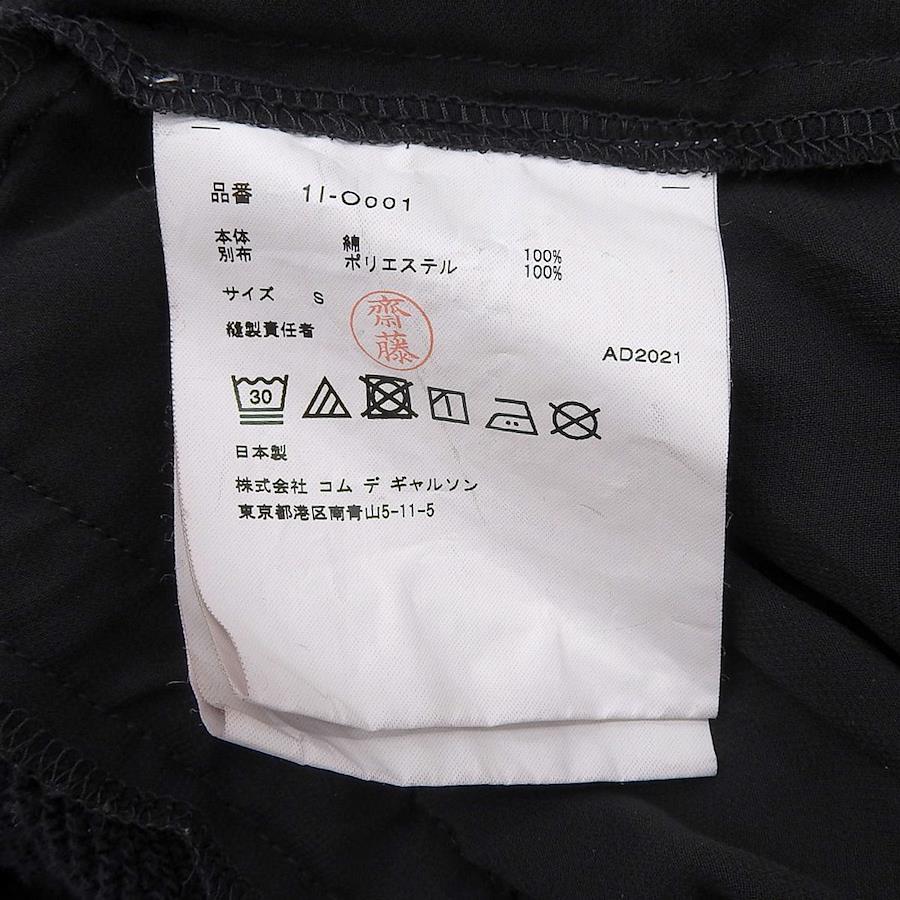 品番 1I-O001
本体 綿 100%
別布 ポリエステル 100%
サイズ S
縫製責任者 齋藤
AD2021
30
日本製
株式会社 コム デ ギャルソン
東京都港区南青山5-11-5